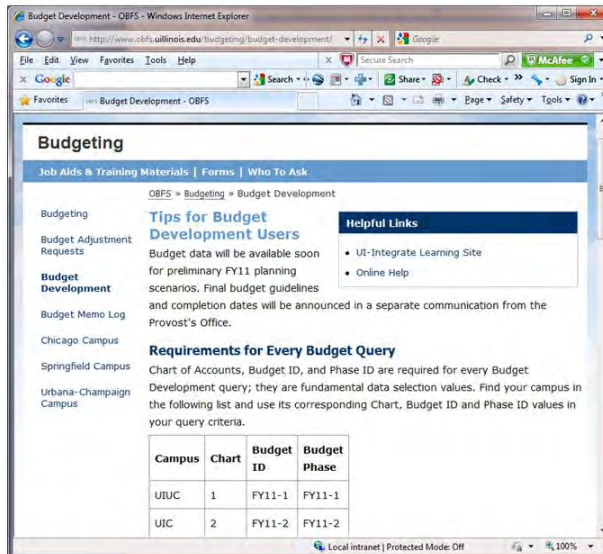 Budget Development - OBFS - Windows Internet Explorer
http://www.obfs.uillinois.edu/budgeting/budget-development/
Google
File Edit View Favorites Tools Help
x Secure Search McAfee
x Google Search Share Check » Sign In
Favorites Budget Development - OBFS Page Safety Tools
Budgeting
Job Aids & Training Materials | Forms | Who To Ask
OBFS » Budgeting » Budget Development
Budgeting
Budget Adjustment
Requests
Budget
Development
Budget Memo Log
Chicago Campus
Springfield Campus
Urbana-Champaign
Campus
Tips for Budget
Development Users
Budget data will be available soon
for preliminary FY11 planning
scenarios. Final budget guidelines
and completion dates will be announced in a separate communication from the
Provost's Office.
Helpful Links
• UI-Integrate Learning Site
• Online Help
Requirements for Every Budget Query
Chart of Accounts, Budget ID, and Phase ID are required for every Budget
Development query; they are fundamental data selection values. Find your campus in
the following list and use its corresponding Chart, Budget ID and Phase ID values in
your query criteria.
Campus Chart Budget ID Budget Phase
UIUC 1 FY11-1 FY11-1
UIC 2 FY11-2 FY11-2
Local intranet | Protected Mode: Off 100%